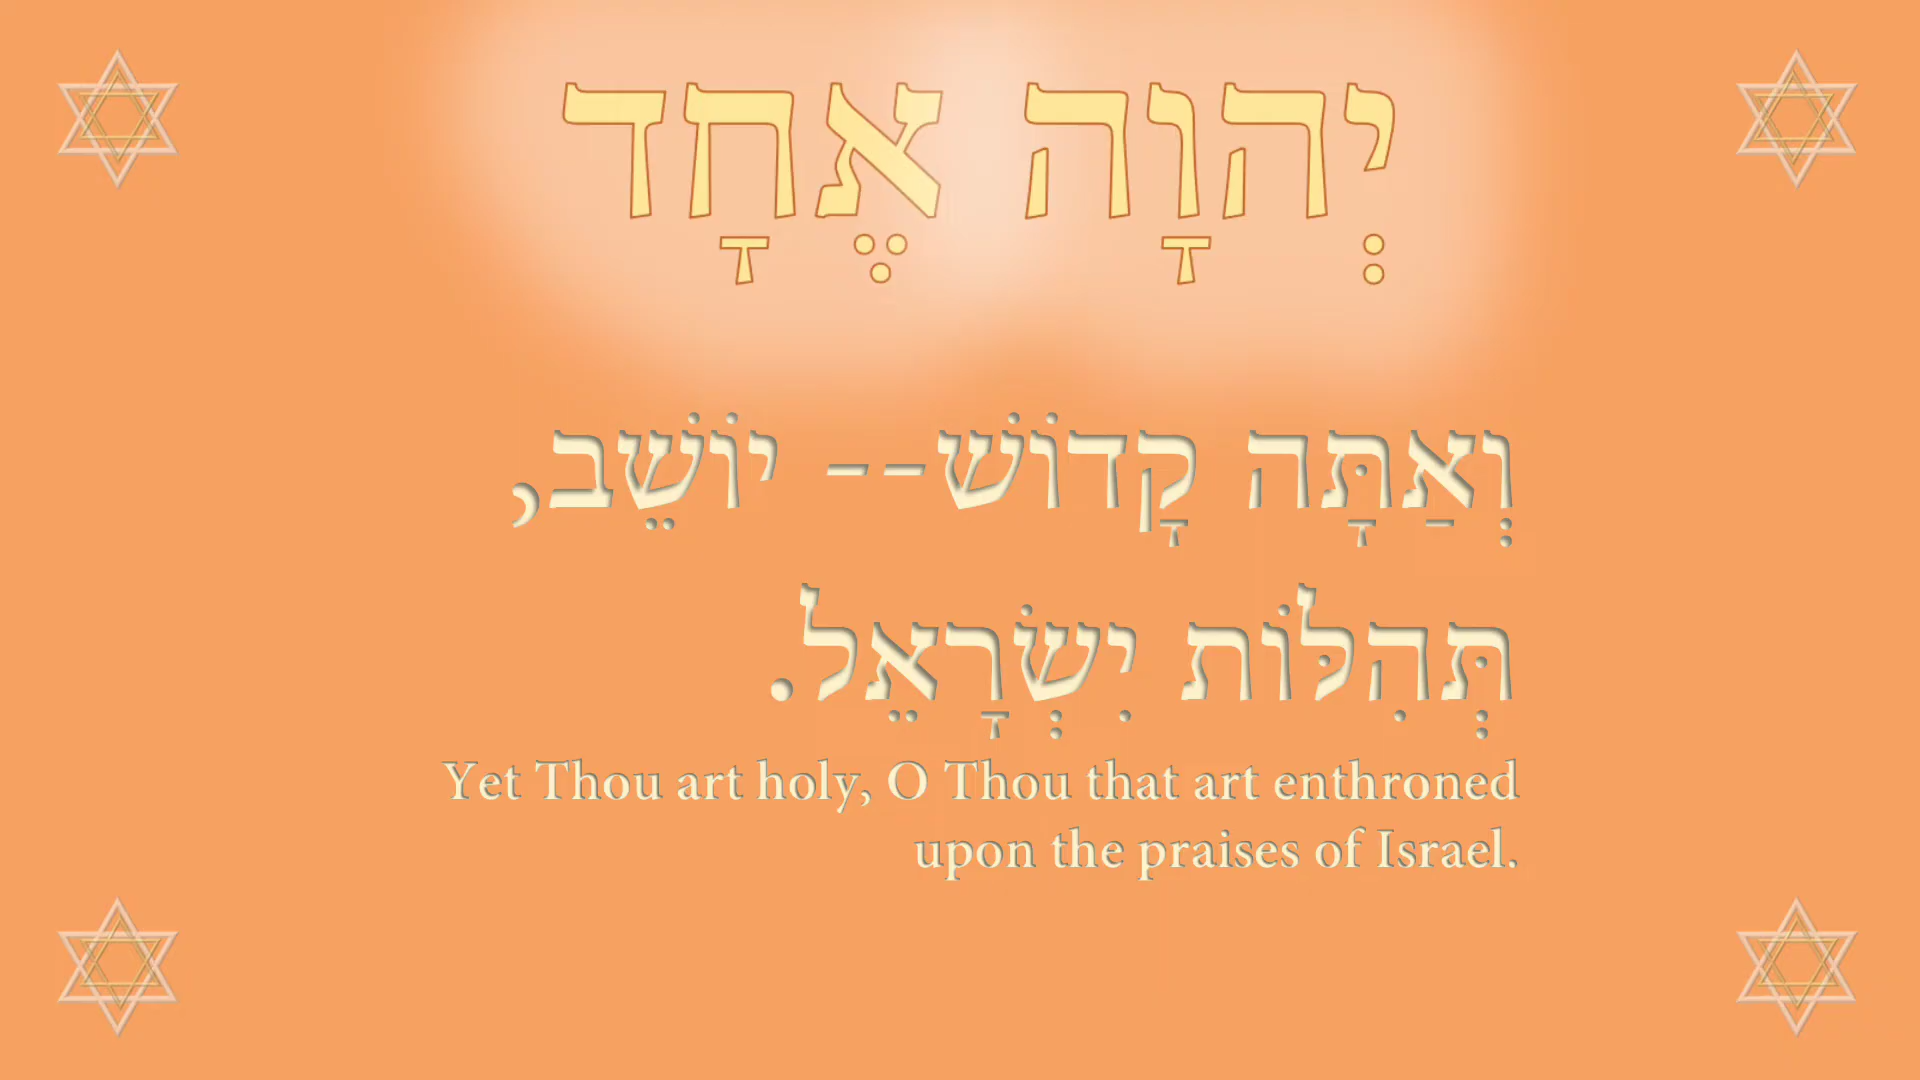 יְהוָה אֶחָד
וְאַתָּה קָדוֹשׁ-- יוֹשֵׁב,
תְּהִלּוֹת יִשְׂרָאֵל.
Yet Thou art holy, O Thou that art enthroned
upon the praises of Israel.